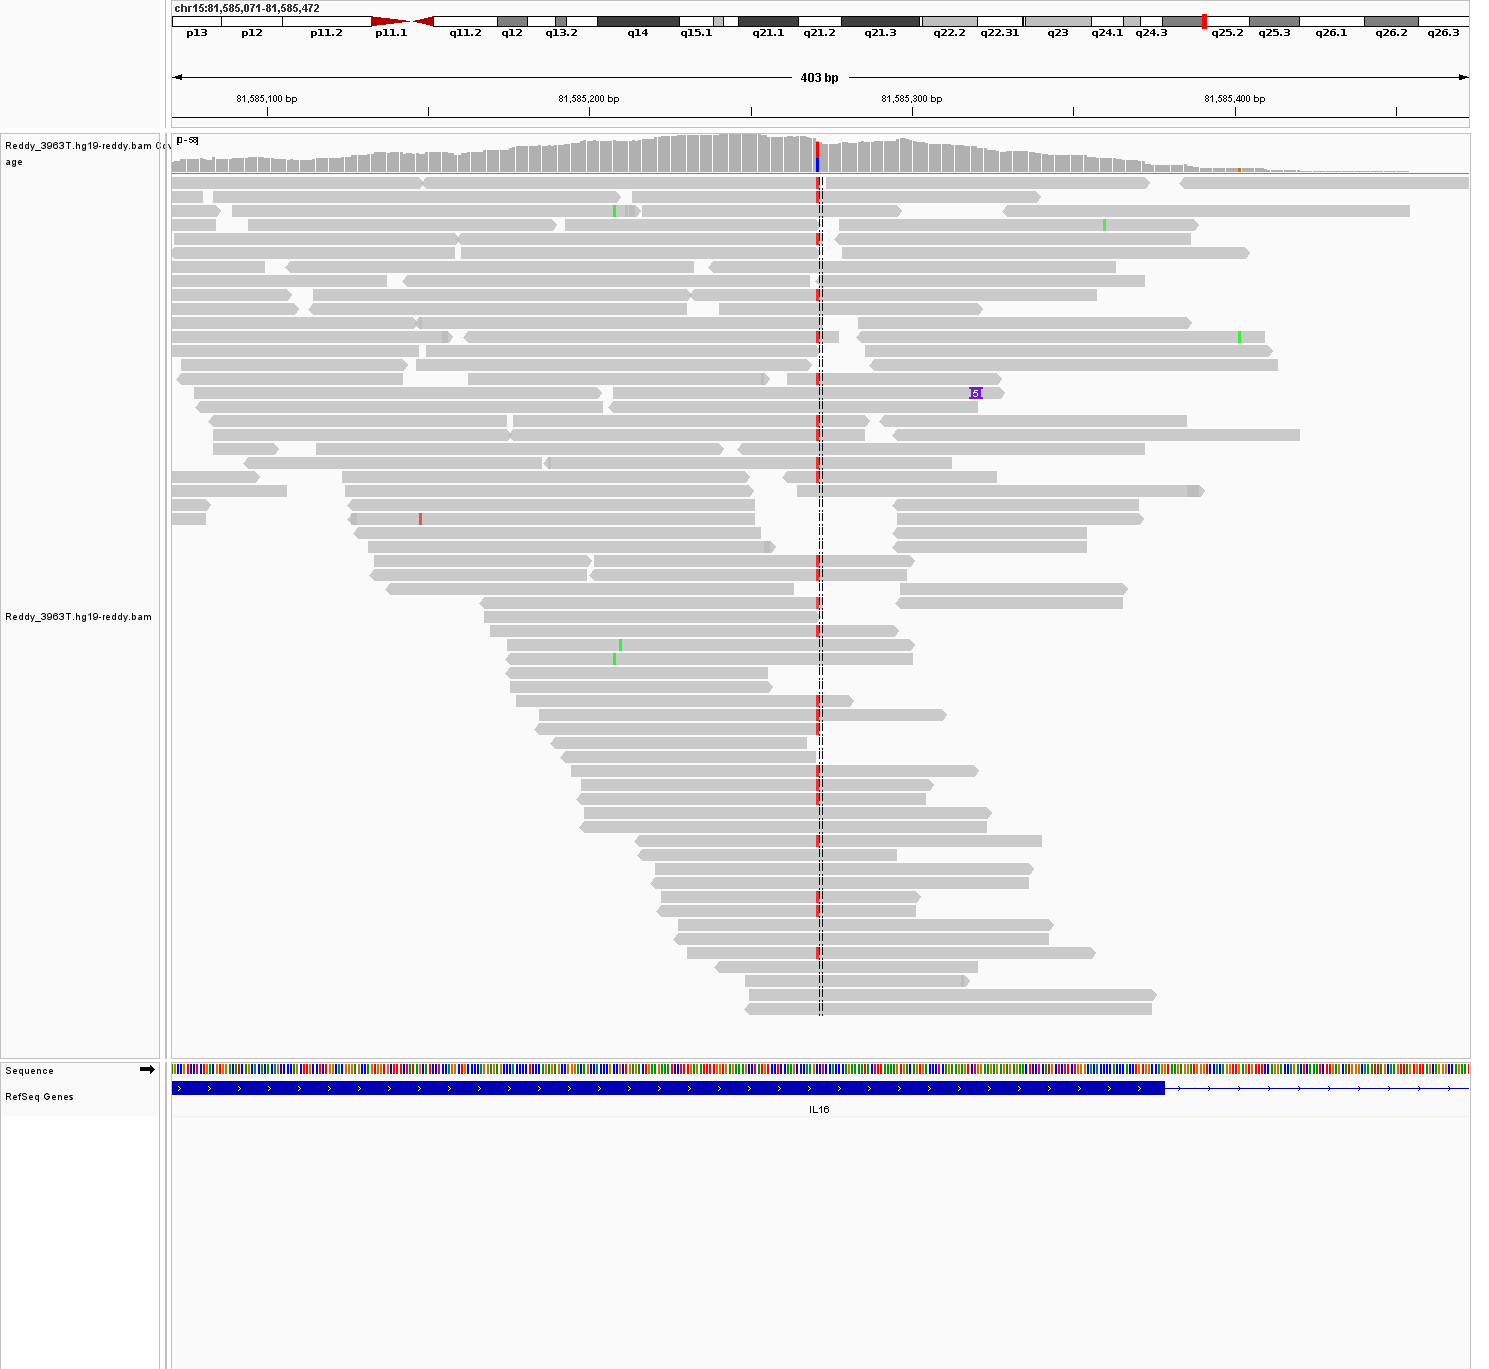 chr15:81,585,071-81,585,472
p13 p12 p11.2 p11.1 q11.2 q12 q13.2 q14 q15.1 q21.1 q21.2 q21.3 q22.2 q22.31 q23 q24.1 q24.3 q25.2 q25.3 q26.1 q26.2 q26.3
403 bp
81,585,100 bp 81,585,200 bp 81,585,300 bp 81,585,400 bp
Reddy_3963T.hg19-reddy.bam Cov
age
5
Reddy_3963T.hg19-reddy.bam
Sequence
RefSeq Genes
IL16